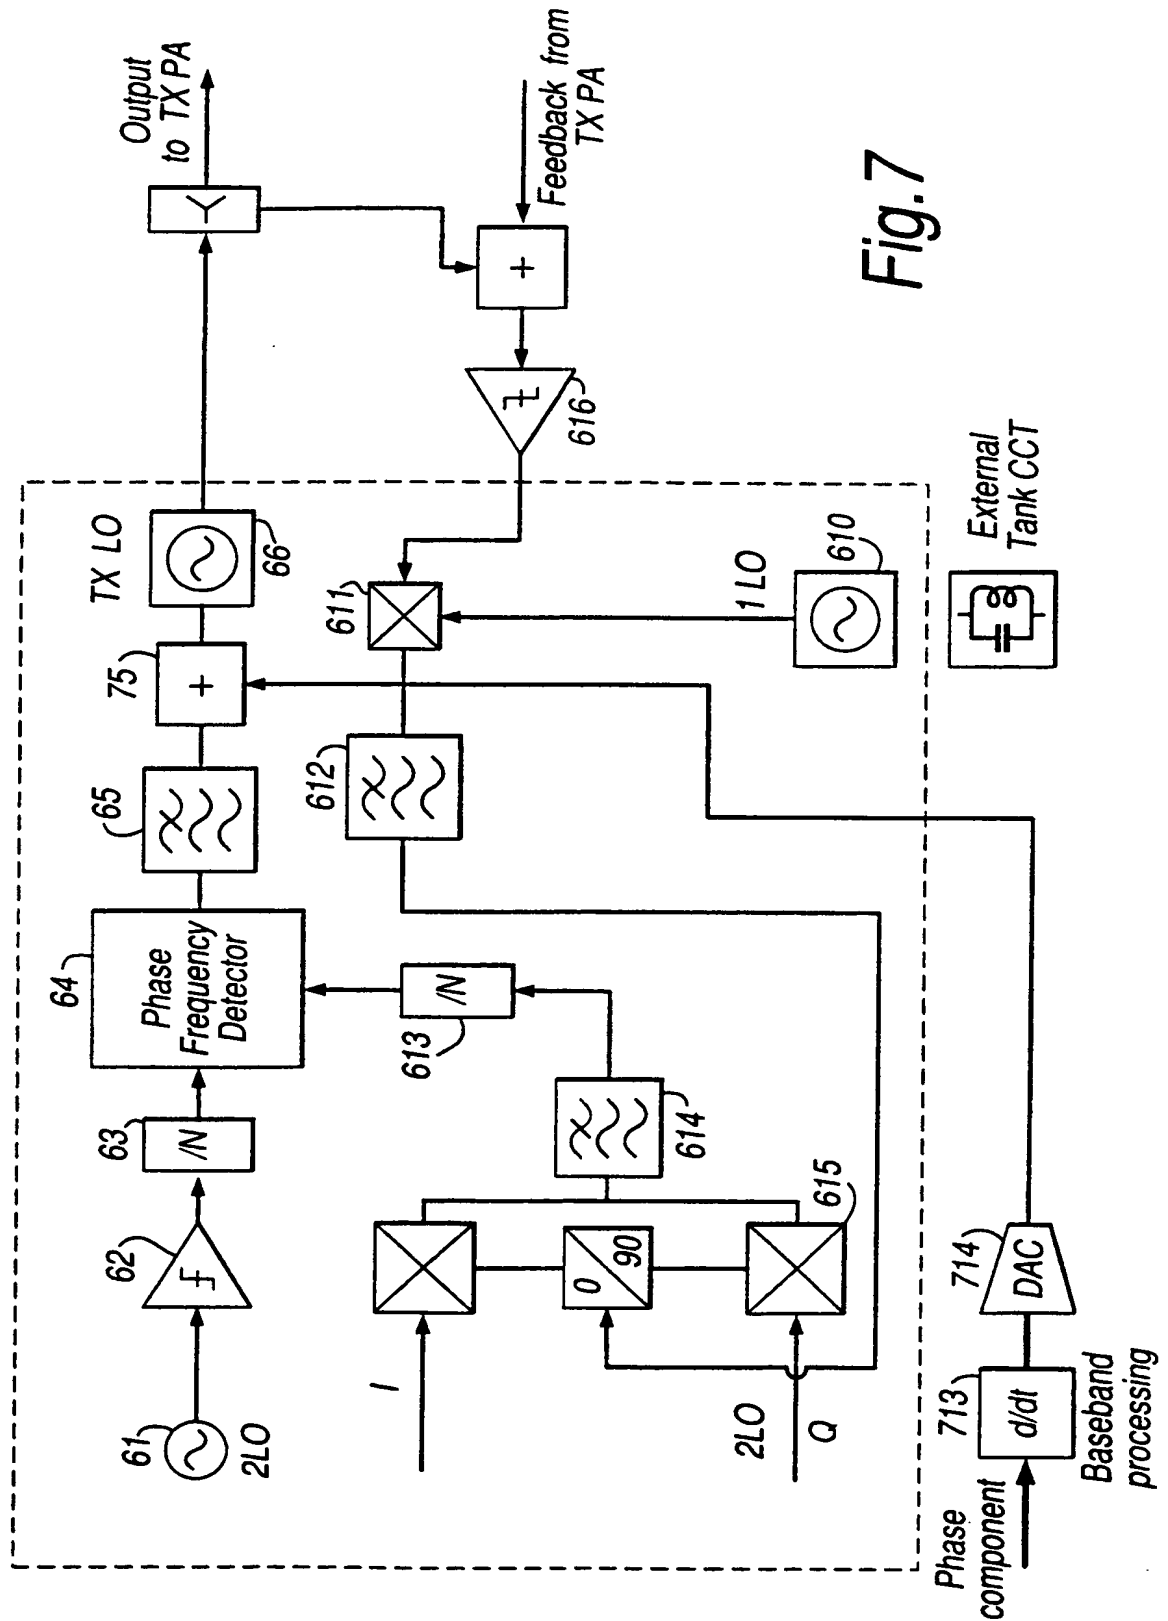 61
2LO
62
63
/N
64
Phase
Frequency
Detector
65
75
+
TX LO
66
Output
to TX PA
I
0
90
2LO
Q
615
614
613
/N
612
611
1 LO
610
616
+
Feedback from
TX PA
Phase
component
713
d/dt
Baseband
processing
714
DAC
External
Tank CCT
Fig.7